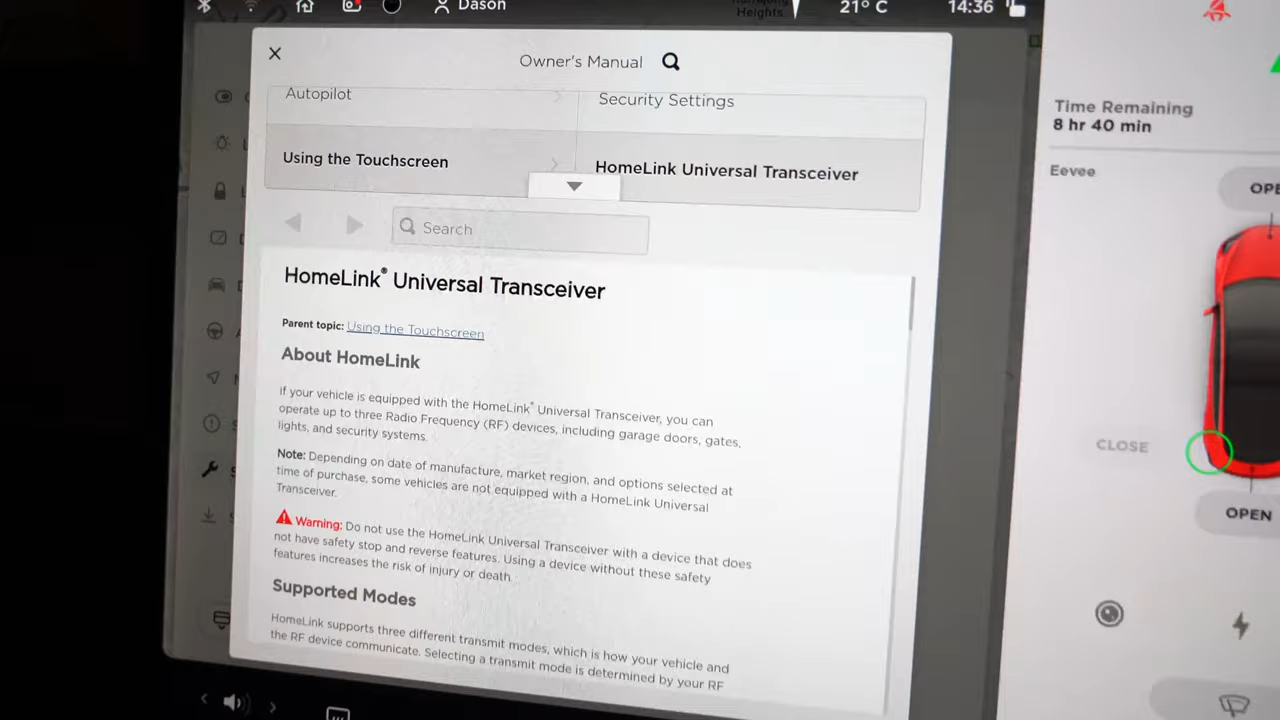 Dason
Heights
21° C
14:36
Owner's Manual
Autopilot
Security Settings
Using the Touchscreen
HomeLink Universal Transceiver
Search
HomeLink® Universal Transceiver
Parent topic: Using the Touchscreen
About HomeLink
If your vehicle is equipped with the HomeLink® Universal Transceiver, you can
operate up to three Radio Frequency (RF) devices, including garage doors, gates,
lights, and security systems.
Note: Depending on date of manufacture, market region, and options selected at
time of purchase, some vehicles are not equipped with a HomeLink Universal
Transceiver.
Warning: Do not use the HomeLink Universal Transceiver with a device that does
not have safety stop and reverse features. Using a device without these safety
features increases the risk of injury or death.
Supported Modes
HomeLink supports three different transmit modes, which is how your vehicle and
the RF device communicate. Selecting a transmit mode is determined by your RF
Time Remaining
8 hr 40 min
Eevee
OPE
CLOSE
OPEN